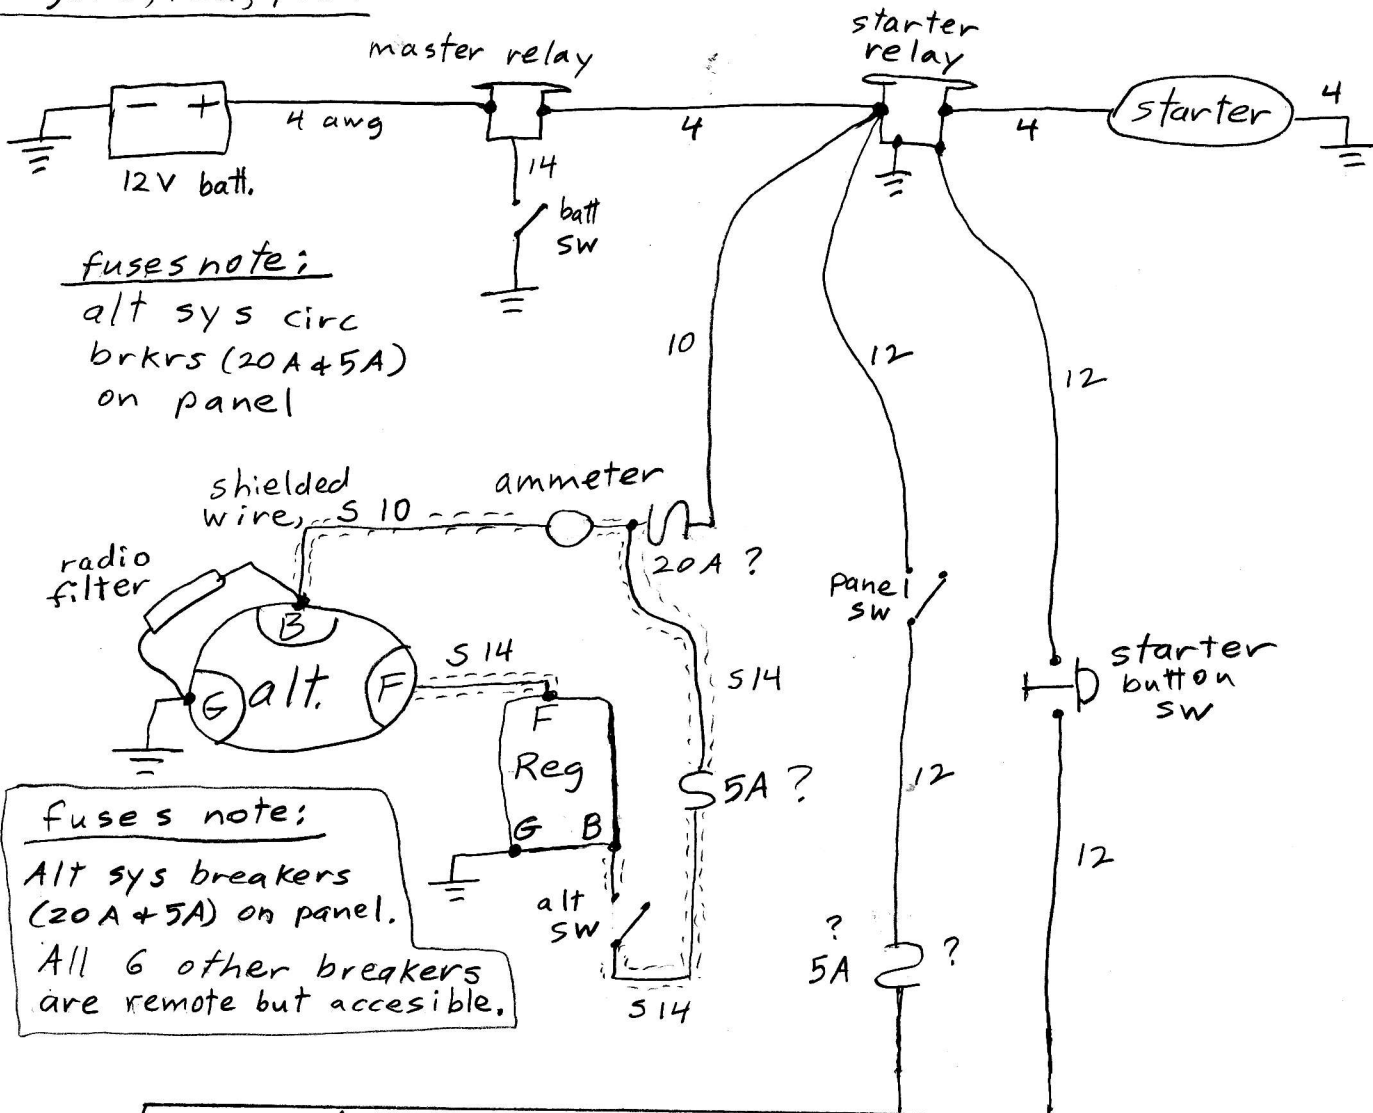 master relay
starter
relay
− +
12V batt.
4 awg
4
4
starter
4
14
batt
sw
fuses note:
alt sys circ
brkrs (20A & 5A)
on panel
10
12
12
shielded
wire,
S 10
ammeter
20A ?
radio
filter
B
G
alt.
F
S 14
S14
F
Reg
G B
5A ?
alt
sw
S14
Panel
sw
starter
button
sw
12
12
?
5A
?
fuses note:
Alt sys breakers
(20A & 5A) on panel.
All 6 other breakers
are remote but accesible.